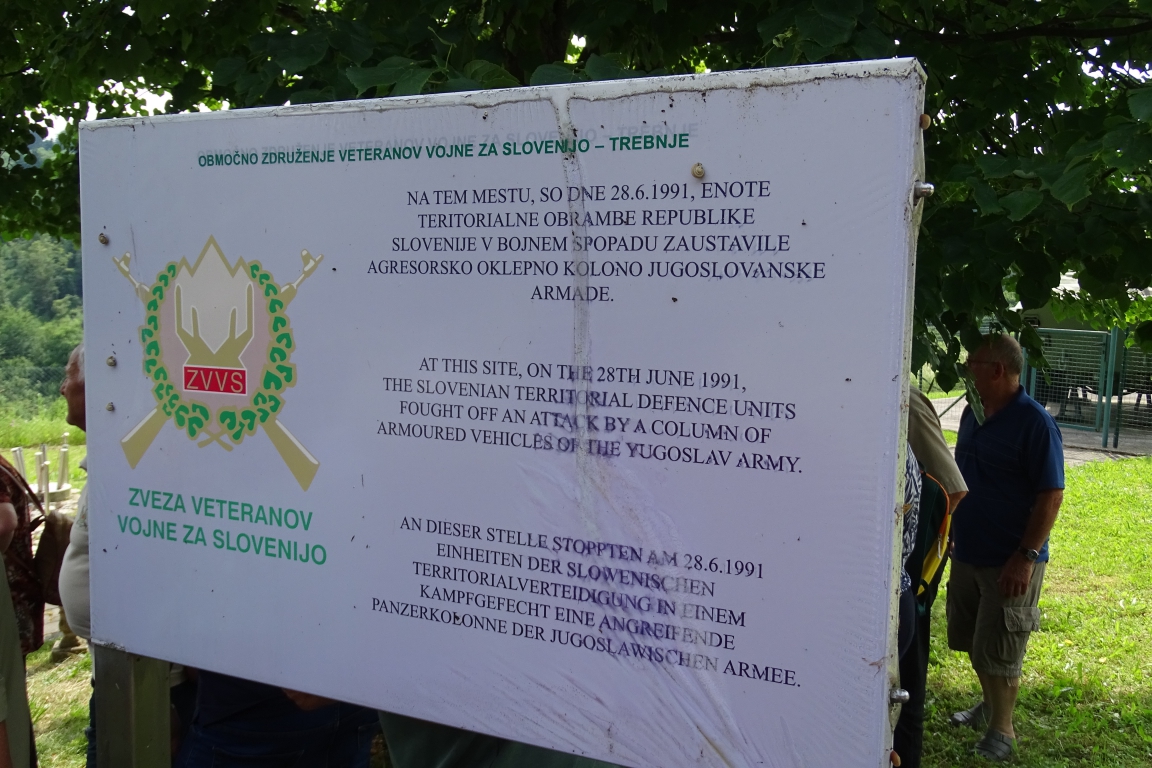 OBMOČNO ZDRUŽENJE VETERANOV VOJNE ZA SLOVENIJO – TREBNJE
NA TEM MESTU, SO DNE 28.6.1991, ENOTE
TERITORIALNE OBRAMBE REPUBLIKE
SLOVENIJE V BOJNEM SPOPADU ZAUSTAVILE
AGRESORSKO OKLEPNO KOLONO JUGOSLOVANSKE
ARMADE.
ZVVS
ZVEZA VETERANOV
VOJNE ZA SLOVENIJO
AT THIS SITE, ON THE 28TH JUNE 1991,
THE SLOVENIAN TERRITORIAL DEFENCE UNITS
FOUGHT OFF AN ATTACK BY A COLUMN OF
ARMOURED VEHICLES OF THE YUGOSLAV ARMY.
AN DIESER STELLE STOPPTEN AM 28.6.1991
EINHEITEN DER SLOWENISCHEN
TERRITORIALVERTEIDIGUNG IN EINEM
KAMPFGEFECHT EINE ANGREIFENDE
PANZERKOLONNE DER JUGOSLAWISCHEN ARMEE.